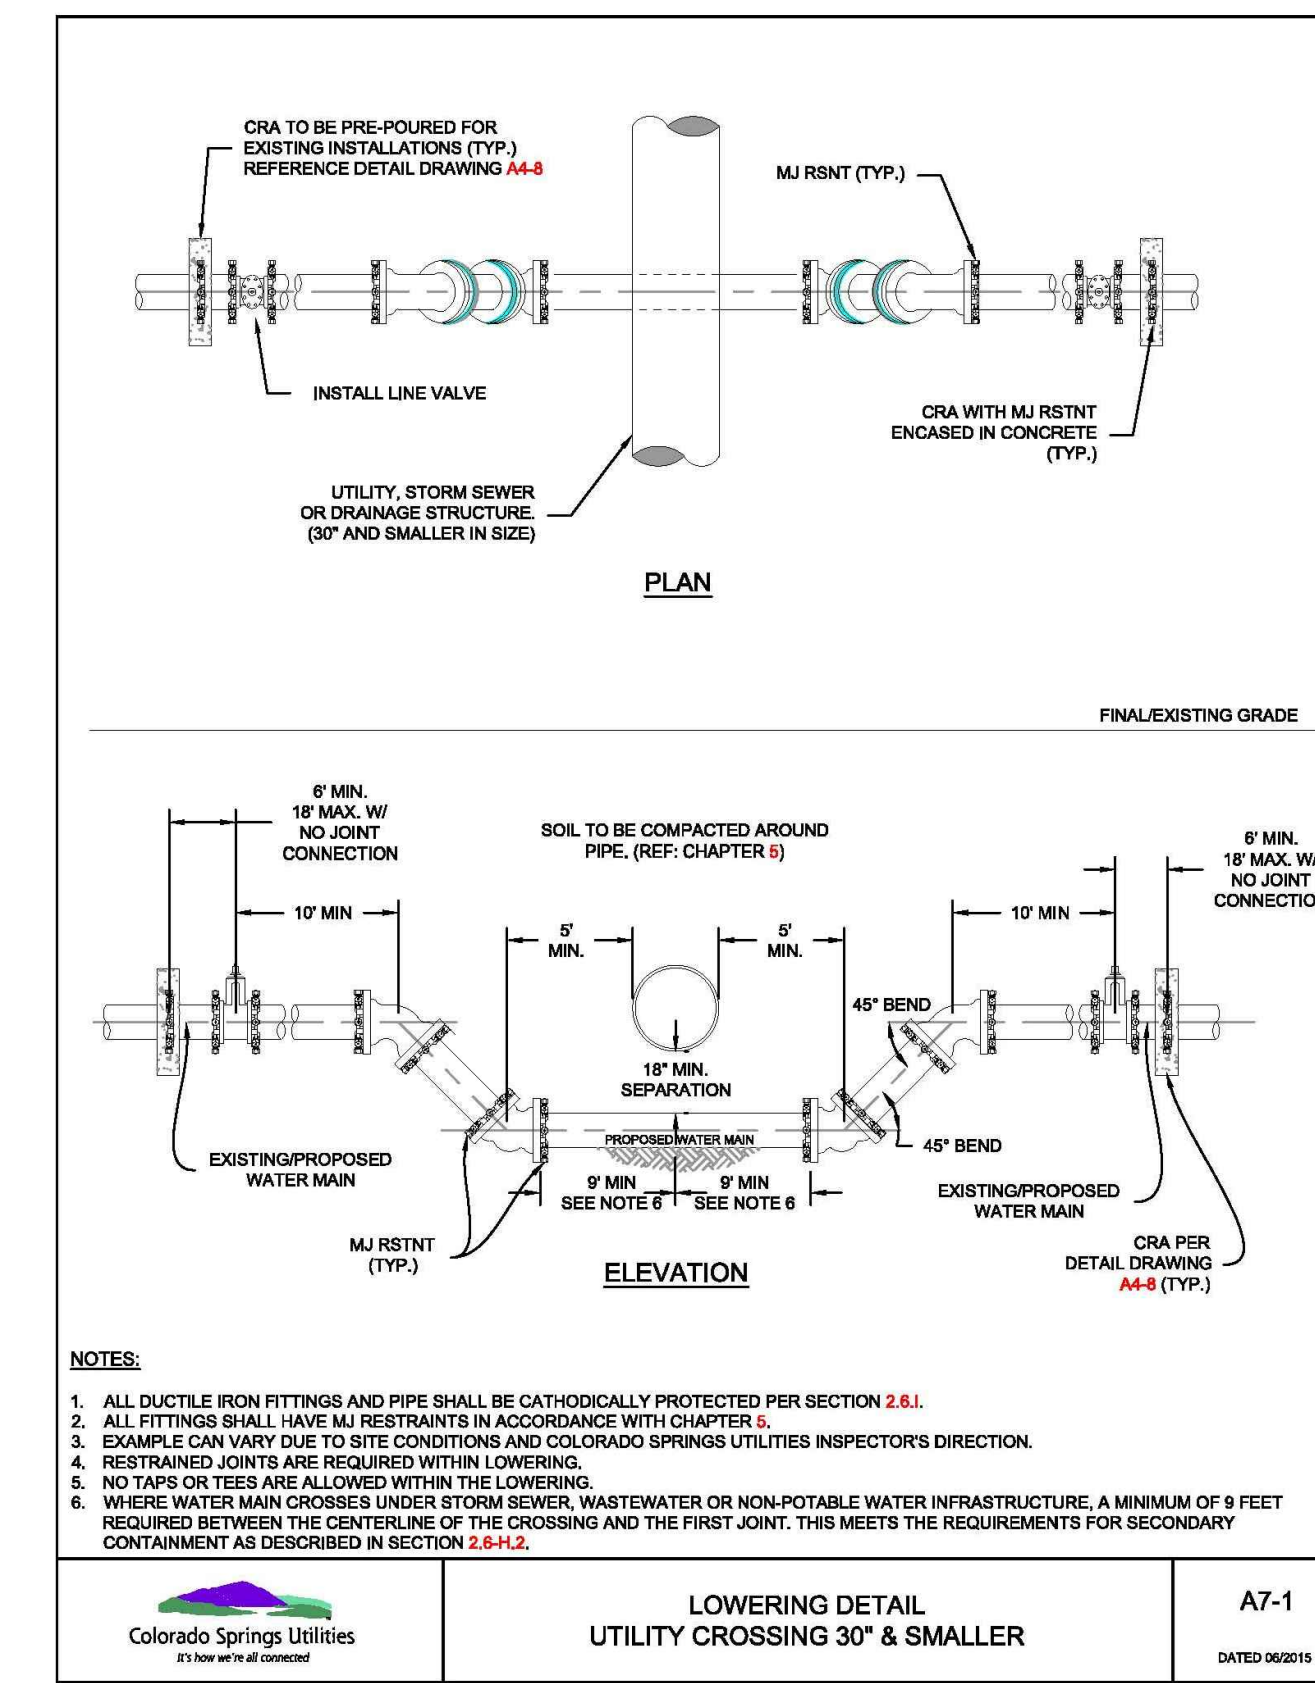 CRA TO BE PRE-POURED FOR
EXISTING INSTALLATIONS (TYP.)
REFERENCE DETAIL DRAWING A4-8
MJ RSNT (TYP.)
INSTALL LINE VALVE
CRA WITH MJ RSTNT
ENCASED IN CONCRETE
(TYP.)
UTILITY, STORM SEWER
OR DRAINAGE STRUCTURE.
(30" AND SMALLER IN SIZE)
PLAN
FINAL/EXISTING GRADE
6' MIN.
18' MAX. W/
NO JOINT
CONNECTION
SOIL TO BE COMPACTED AROUND
PIPE. (REF: CHAPTER 5)
6' MIN.
18' MAX. W/
NO JOINT
CONNECTIO
10' MIN
5'
MIN.
5'
MIN.
10' MIN
45° BEND
18" MIN.
SEPARATION
PROPOSED WATER MAIN
45° BEND
EXISTING/PROPOSED
WATER MAIN
9' MIN
SEE NOTE 6
9' MIN
SEE NOTE 6
EXISTING/PROPOSED
WATER MAIN
MJ RSTNT
(TYP.)
CRA PER
DETAIL DRAWING
A4-8 (TYP.)
ELEVATION
NOTES:
1. ALL DUCTILE IRON FITTINGS AND PIPE SHALL BE CATHODICALLY PROTECTED PER SECTION 2.6.I.
2. ALL FITTINGS SHALL HAVE MJ RESTRAINTS IN ACCORDANCE WITH CHAPTER 5.
3. EXAMPLE CAN VARY DUE TO SITE CONDITIONS AND COLORADO SPRINGS UTILITIES INSPECTOR'S DIRECTION.
4. RESTRAINED JOINTS ARE REQUIRED WITHIN LOWERING.
5. NO TAPS OR TEES ARE ALLOWED WITHIN THE LOWERING.
6. WHERE WATER MAIN CROSSES UNDER STORM SEWER, WASTEWATER OR NON-POTABLE WATER INFRASTRUCTURE, A MINIMUM OF 9 FEET
REQUIRED BETWEEN THE CENTERLINE OF THE CROSSING AND THE FIRST JOINT. THIS MEETS THE REQUIREMENTS FOR SECONDARY
CONTAINMENT AS DESCRIBED IN SECTION 2.6-H.2.
Colorado Springs Utilities
It's how we're all connected
LOWERING DETAIL
UTILITY CROSSING 30" & SMALLER
A7-1
DATED 06/2015